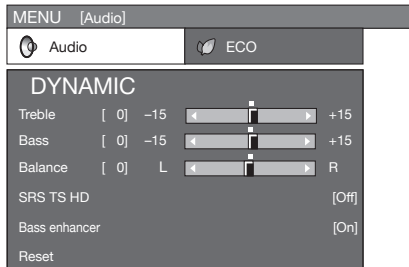 MENU [Audio]
Audio ECO
DYNAMIC
Treble [ 0] –15 +15
Bass [ 0] –15 +15
Balance [ 0] L R
SRS TS HD [Off]
Bass enhancer [On]
Reset